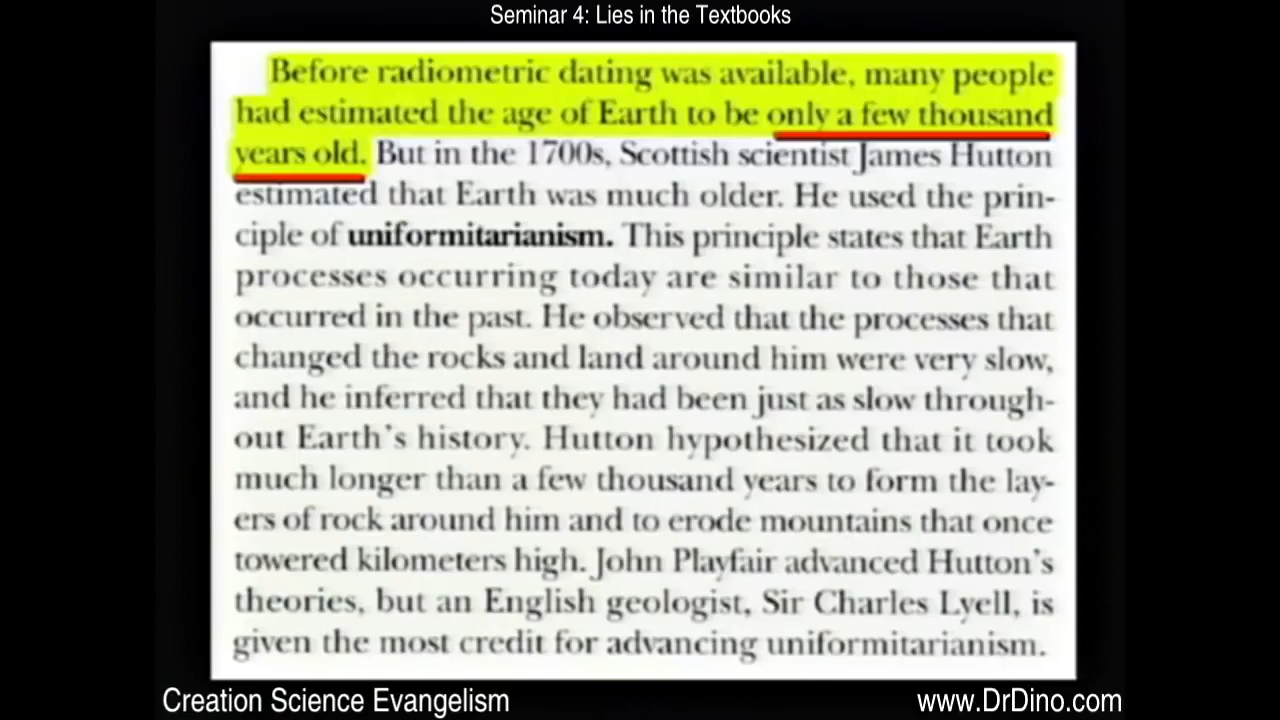 Seminar 4: Lies in the Textbooks
Before radiometric dating was available, many people
had estimated the age of Earth to be only a few thousand
years old. But in the 1700s, Scottish scientist James Hutton
estimated that Earth was much older. He used the prin-
ciple of uniformitarianism. This principle states that Earth
processes occurring today are similar to those that
occurred in the past. He observed that the processes that
changed the rocks and land around him were very slow,
and he inferred that they had been just as slow through-
out Earth's history. Hutton hypothesized that it took
much longer than a few thousand years to form the lay-
ers of rock around him and to erode mountains that once
towered kilometers high. John Playfair advanced Hutton's
theories, but an English geologist, Sir Charles Lyell, is
given the most credit for advancing uniformitarianism.
Creation Science Evangelism
www.DrDino.com